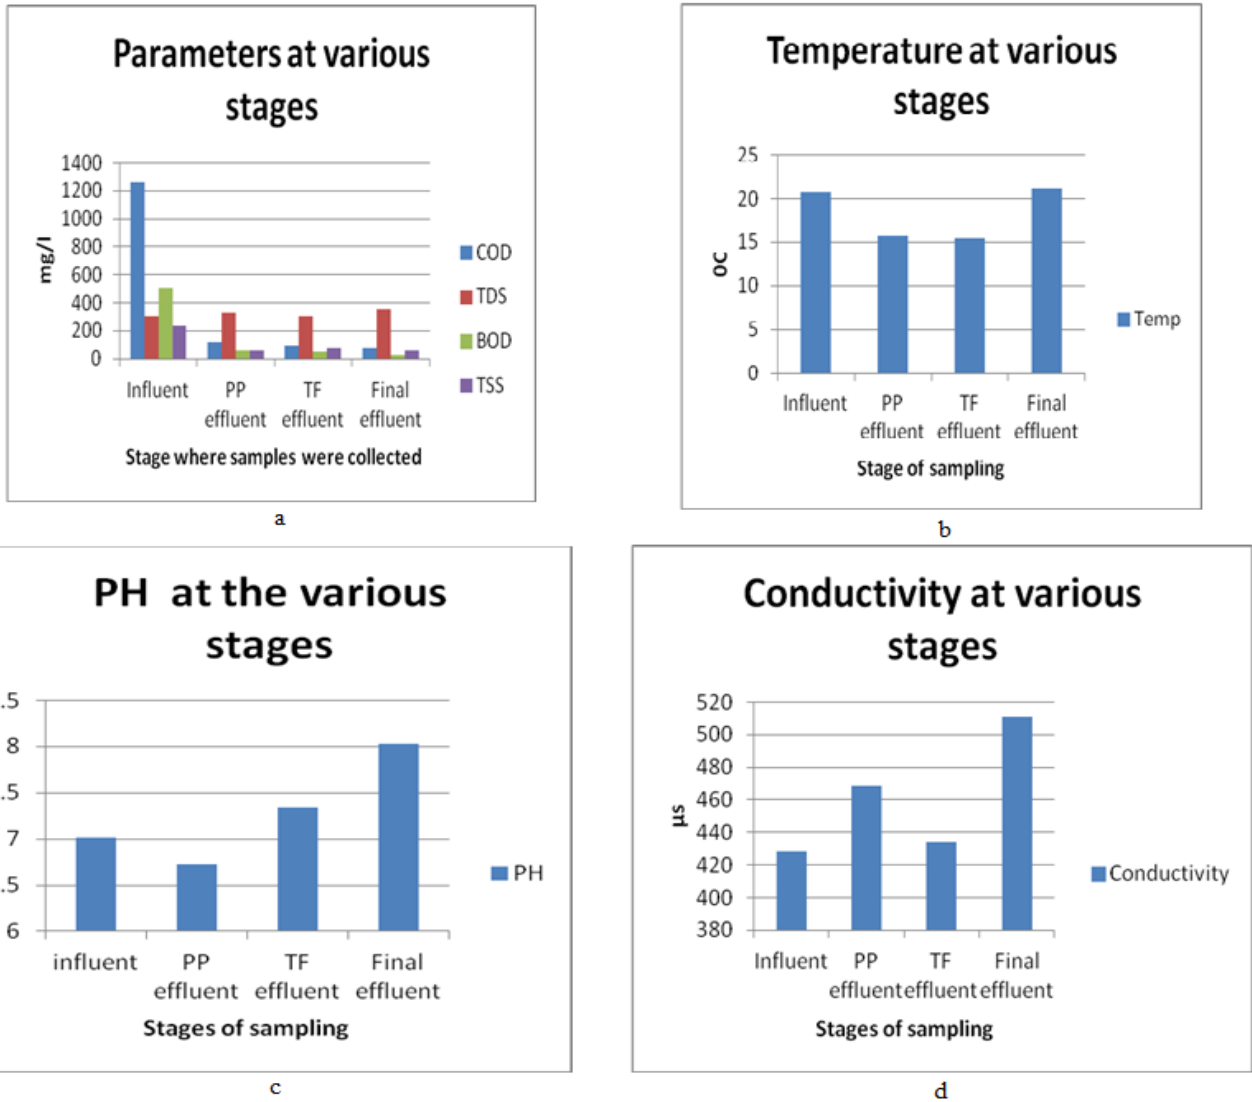 Parameters at various
stages
1400
1200
1000
800
600
400
200
0
mg/l
Influent
PP
effluent
TF
effluent
Final
effluent
Stage where samples were collected
COD
TDS
BOD
TSS
a
Temperature at various
stages
25
20
15
10
5
0
0C
Influent
PP
effluent
TF
effluent
Final
effluent
Stage of sampling
Temp
b
PH at the various
stages
.5
8
.5
7
.5
6
influent
PP
effluent
TF
effluent
Final
effluent
Stages of sampling
PH
c
Conductivity at various
stages
520
500
480
460
440
420
400
380
µs
Influent
PP
effluent
TF
effluent
Final
effluent
Stages of sampling
Conductivity
d